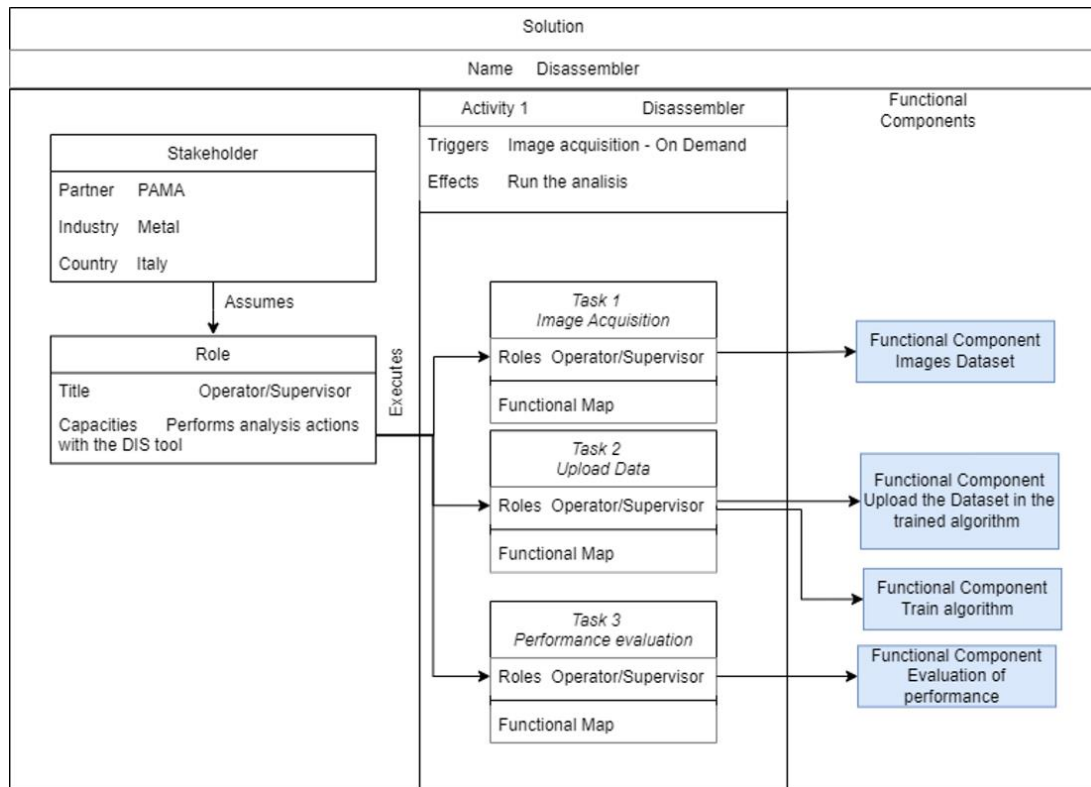 Solution
Name Disassembler
Stakeholder
Partner PAMA
Industry Metal
Country Italy
Assumes
Role
Title Operator/Supervisor
Capacities Performs analysis actions
with the DIS tool
Executes
Activity 1 Disassembler
Triggers Image acquisition - On Demand
Effects Run the analisis
Task 1
Image Acquisition
Roles Operator/Supervisor
Functional Map
Task 2
Upload Data
Roles Operator/Supervisor
Functional Map
Task 3
Performance evaluation
Roles Operator/Supervisor
Functional Map
Functional
Components
Functional Component
Images Dataset
Functional Component
Upload the Dataset in the
trained algorithm
Functional Component
Train algorithm
Functional Component
Evaluation of
performance